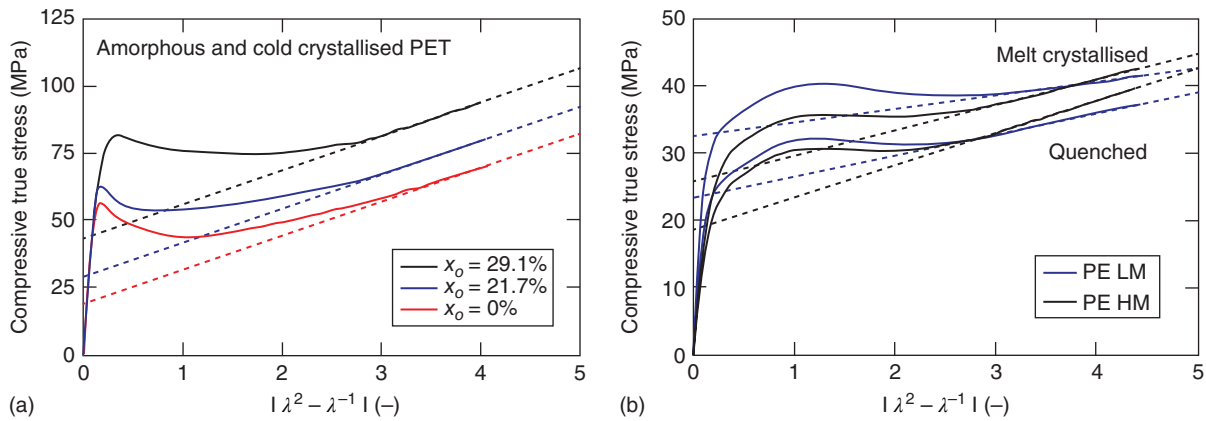 125
100
75
50
25
0
Compressive true stress (MPa)
Amorphous and cold crystallised PET
x_o = 29.1%
x_o = 21.7%
x_o = 0%
0 1 2 3 4 5
(a)
| λ² – λ⁻¹ | (–)
50
40
30
20
10
0
Compressive true stress (MPa)
Melt crystallised
Quenched
PE LM
PE HM
0 1 2 3 4 5
(b)
| λ² – λ⁻¹ | (–)